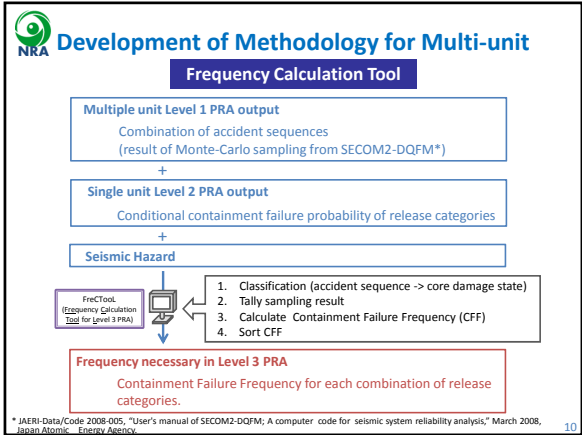 NRA
Development of Methodology for Multi-unit
Frequency Calculation Tool
Multiple unit Level 1 PRA output
Combination of accident sequences
(result of Monte-Carlo sampling from SECOM2-DQFM*)
+
Single unit Level 2 PRA output
Conditional containment failure probability of release categories
+
Seismic Hazard
FreCTooL
(Frequency Calculation
Tool for Level 3 PRA)
1. Classification (accident sequence -> core damage state)
2. Tally sampling result
3. Calculate Containment Failure Frequency (CFF)
4. Sort CFF
Frequency necessary in Level 3 PRA
Containment Failure Frequency for each combination of release
categories.
* JAERI-Data/Code 2008-005, "User's manual of SECOM2-DQFM; A computer code for seismic system reliability analysis," March 2008,
Japan Atomic Energy Agency.
10